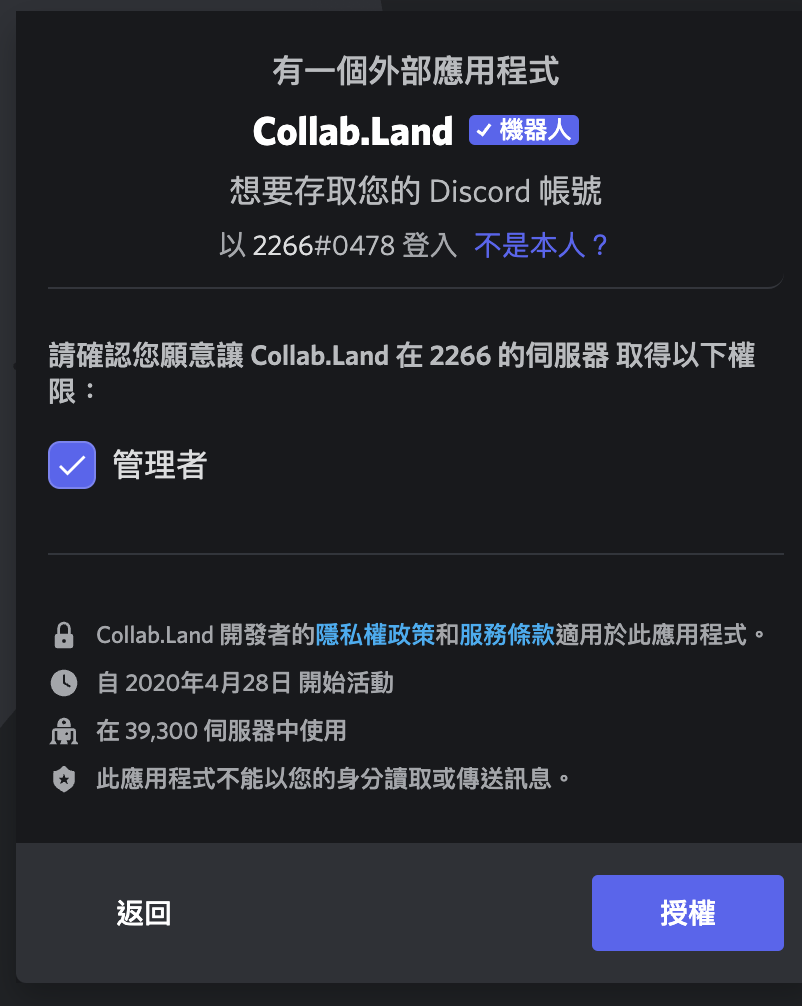 有一個外部應用程式
Collab.Land 機器人
想要存取您的 Discord 帳號
以 2266#0478 登入 不是本人？
請確認您願意讓 Collab.Land 在 2266 的伺服器 取得以下權
限：
管理者
Collab.Land 開發者的隱私權政策和服務條款適用於此應用程式。
自 2020年4月28日 開始活動
在 39,300 伺服器中使用
此應用程式不能以您的身分讀取或傳送訊息。
返回
授權